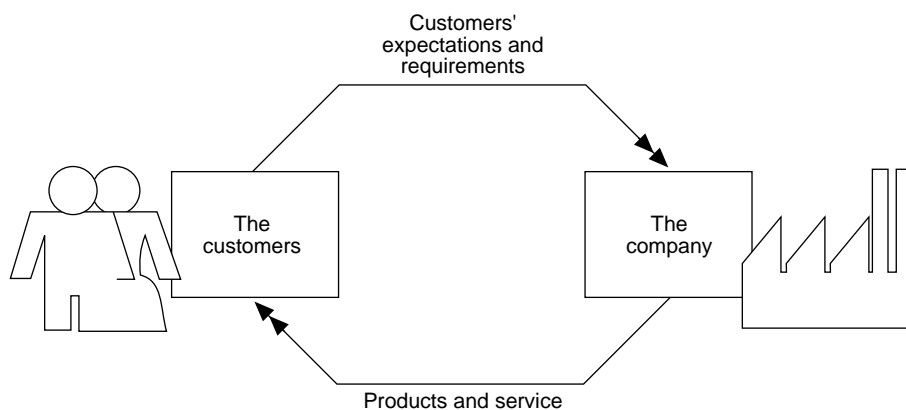 Customers'
expectations and
requirements
The
customers
The
company
Products and service